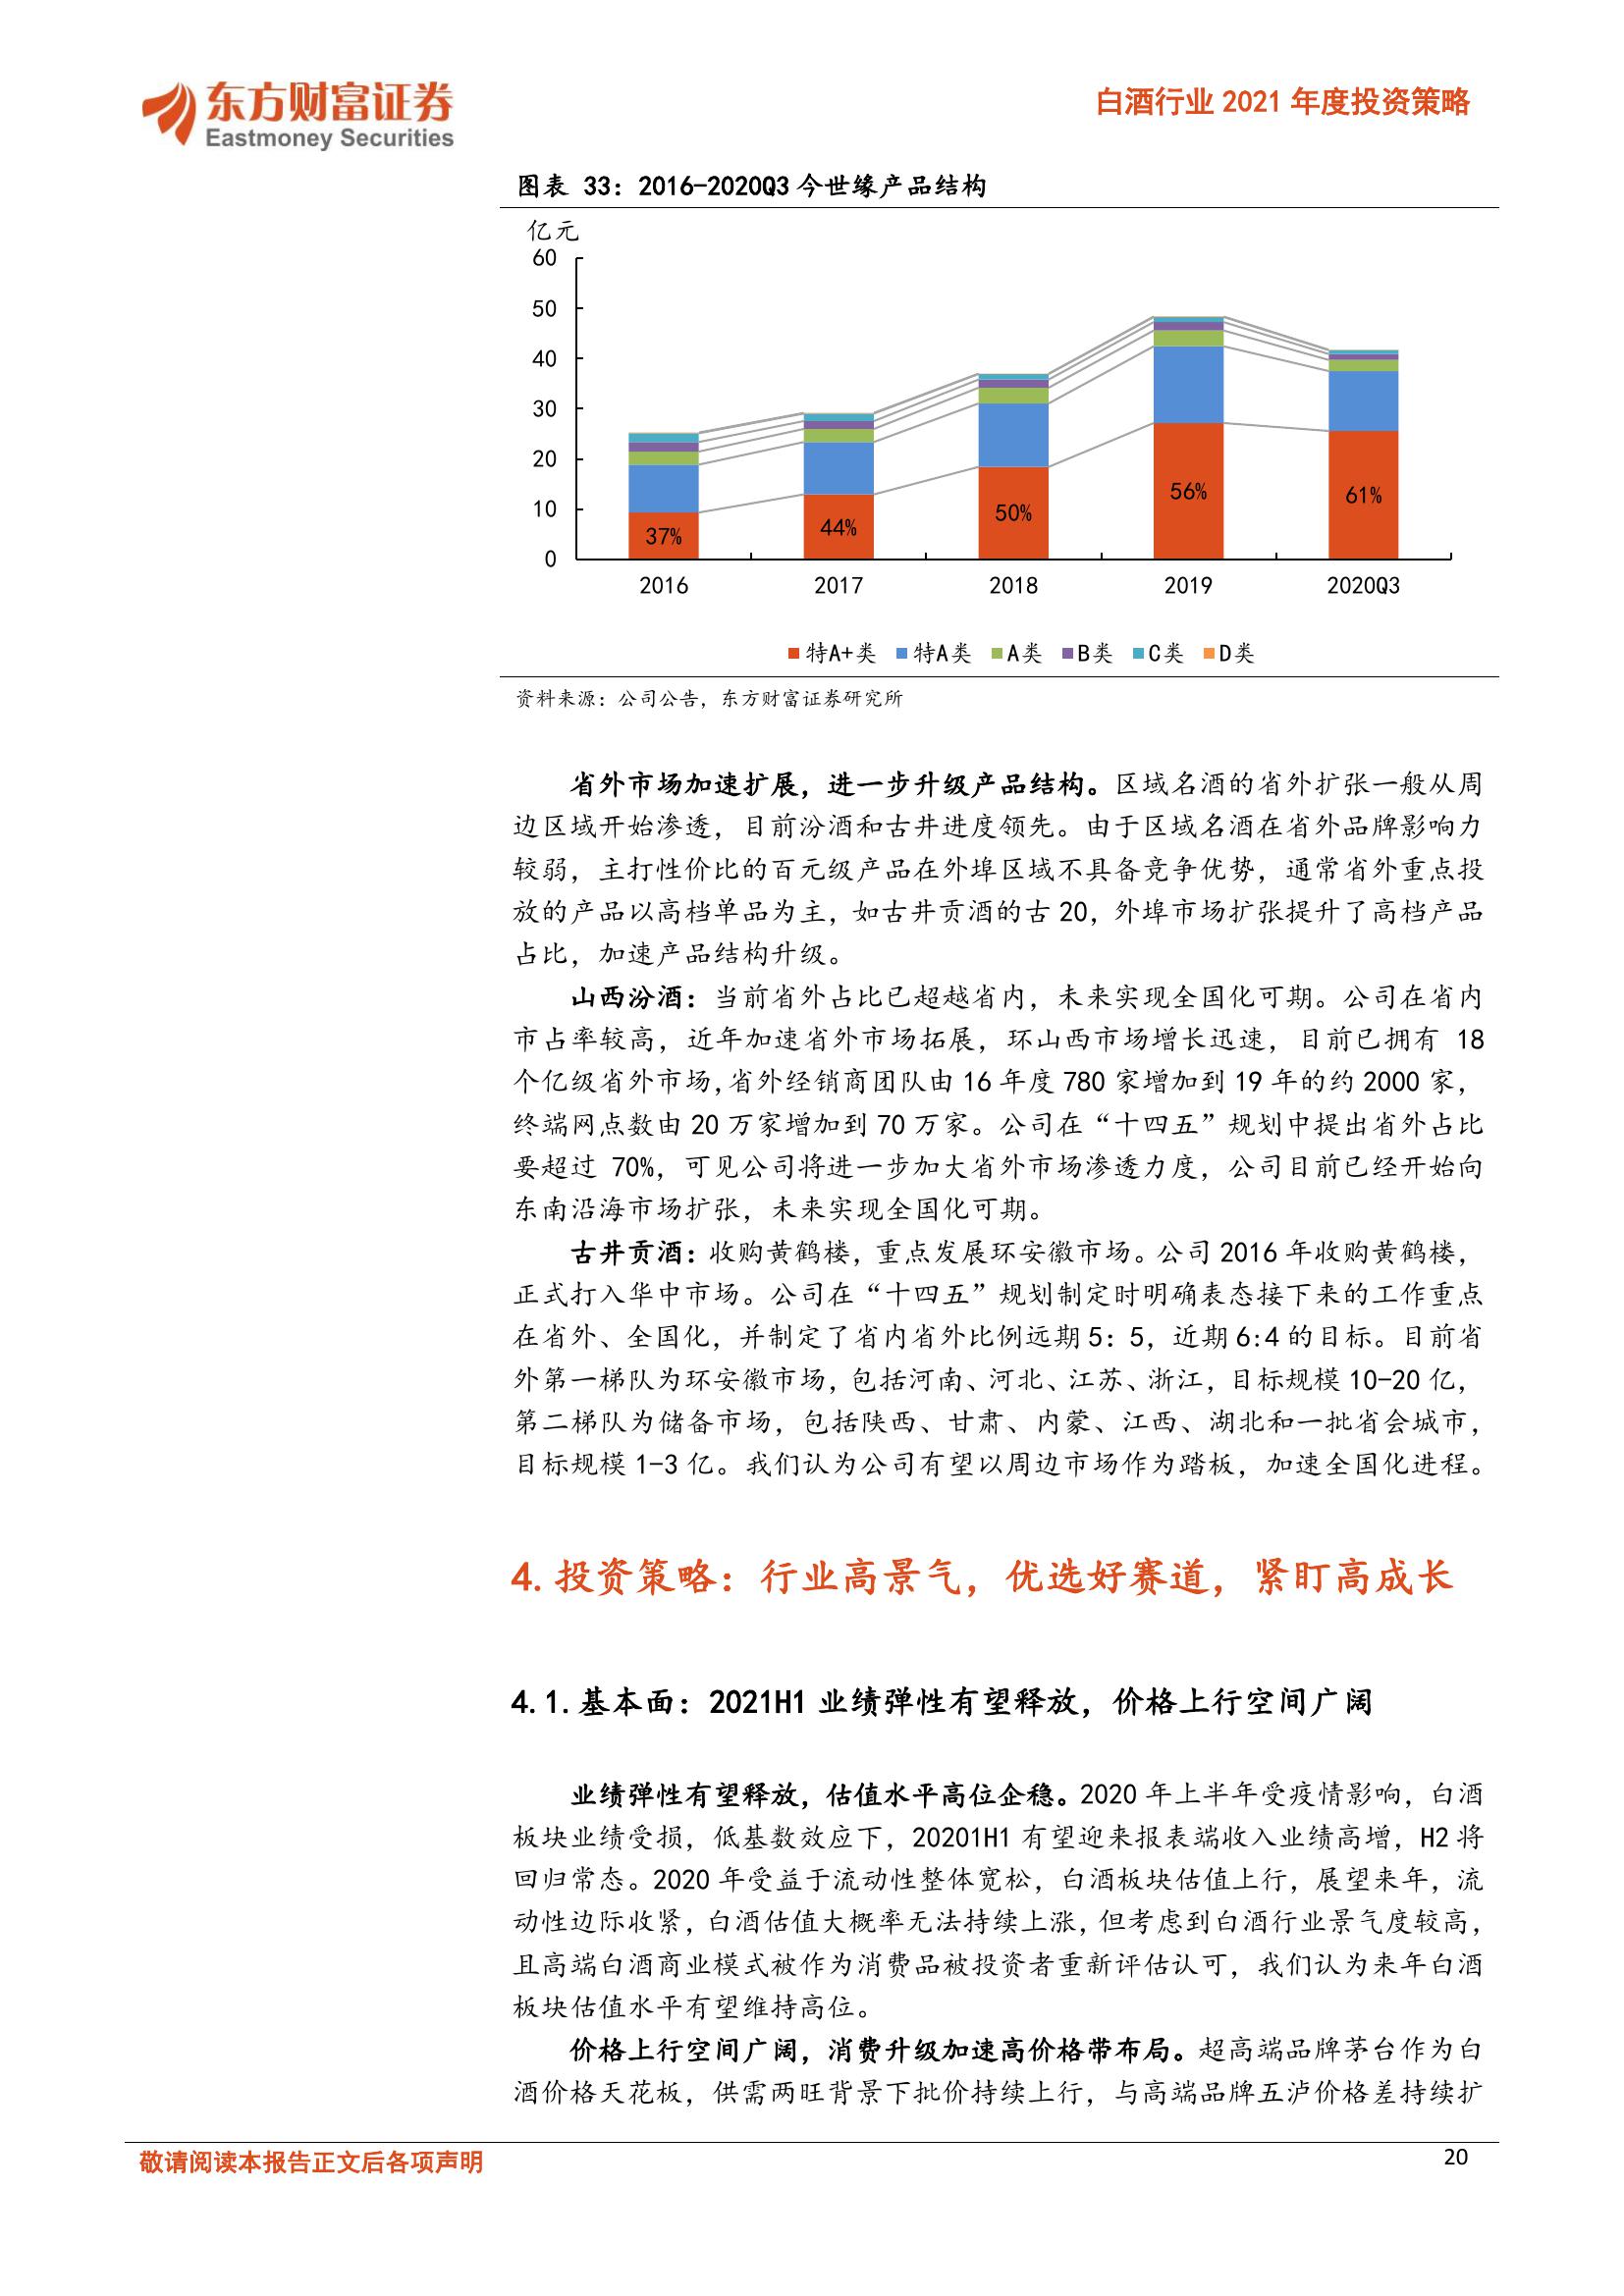 东方财富证券
Eastmoney Securities
白酒行业 2021 年度投资策略
图表 33：2016-2020Q3 今世缘产品结构
亿元
60
50
40
30
20
10
0
37%
44%
50%
56%
61%
2016
2017
2018
2019
2020Q3
特A+类 特A类 A类 B类 C类 D类
资料来源：公司公告，东方财富证券研究所
省外市场加速扩展，进一步升级产品结构。区域名酒的省外扩张一般从周
边区域开始渗透，目前汾酒和古井进度领先。由于区域名酒在省外品牌影响力
较弱，主打性价比的百元级产品在外埠区域不具备竞争优势，通常省外重点投
放的产品以高档单品为主，如古井贡酒的古 20，外埠市场扩张提升了高档产品
占比，加速产品结构升级。
山西汾酒：当前省外占比已超越省内，未来实现全国化可期。公司在省内
市占率较高，近年加速省外市场拓展，环山西市场增长迅速，目前已拥有 18
个亿级省外市场，省外经销商团队由 16 年度 780 家增加到 19 年的约 2000 家，
终端网点数由 20 万家增加到 70 万家。公司在“十四五”规划中提出省外占比
要超过 70%，可见公司将进一步加大省外市场渗透力度，公司目前已经开始向
东南沿海市场扩张，未来实现全国化可期。
古井贡酒：收购黄鹤楼，重点发展环安徽市场。公司 2016 年收购黄鹤楼，
正式打入华中市场。公司在“十四五”规划制定时明确表态接下来的工作重点
在省外、全国化，并制定了省内省外比例远期 5：5，近期 6:4 的目标。目前省
外第一梯队为环安徽市场，包括河南、河北、江苏、浙江，目标规模 10-20 亿，
第二梯队为储备市场，包括陕西、甘肃、内蒙、江西、湖北和一批省会城市，
目标规模 1-3 亿。我们认为公司有望以周边市场作为踏板，加速全国化进程。
4.投资策略：行业高景气，优选好赛道，紧盯高成长
4.1.基本面：2021H1 业绩弹性有望释放，价格上行空间广阔
业绩弹性有望释放，估值水平高位企稳。2020 年上半年受疫情影响，白酒
板块业绩受损，低基数效应下，20201H1 有望迎来报表端收入业绩高增，H2 将
回归常态。2020 年受益于流动性整体宽松，白酒板块估值上行，展望来年，流
动性边际收紧，白酒估值大概率无法持续上涨，但考虑到白酒行业景气度较高，
且高端白酒商业模式被作为消费品被投资者重新评估认可，我们认为来年白酒
板块估值水平有望维持高位。
价格上行空间广阔，消费升级加速高价格带布局。超高端品牌茅台作为白
酒价格天花板，供需两旺背景下批价持续上行，与高端品牌五泸价格差持续扩
敬请阅读本报告正文后各项声明
20